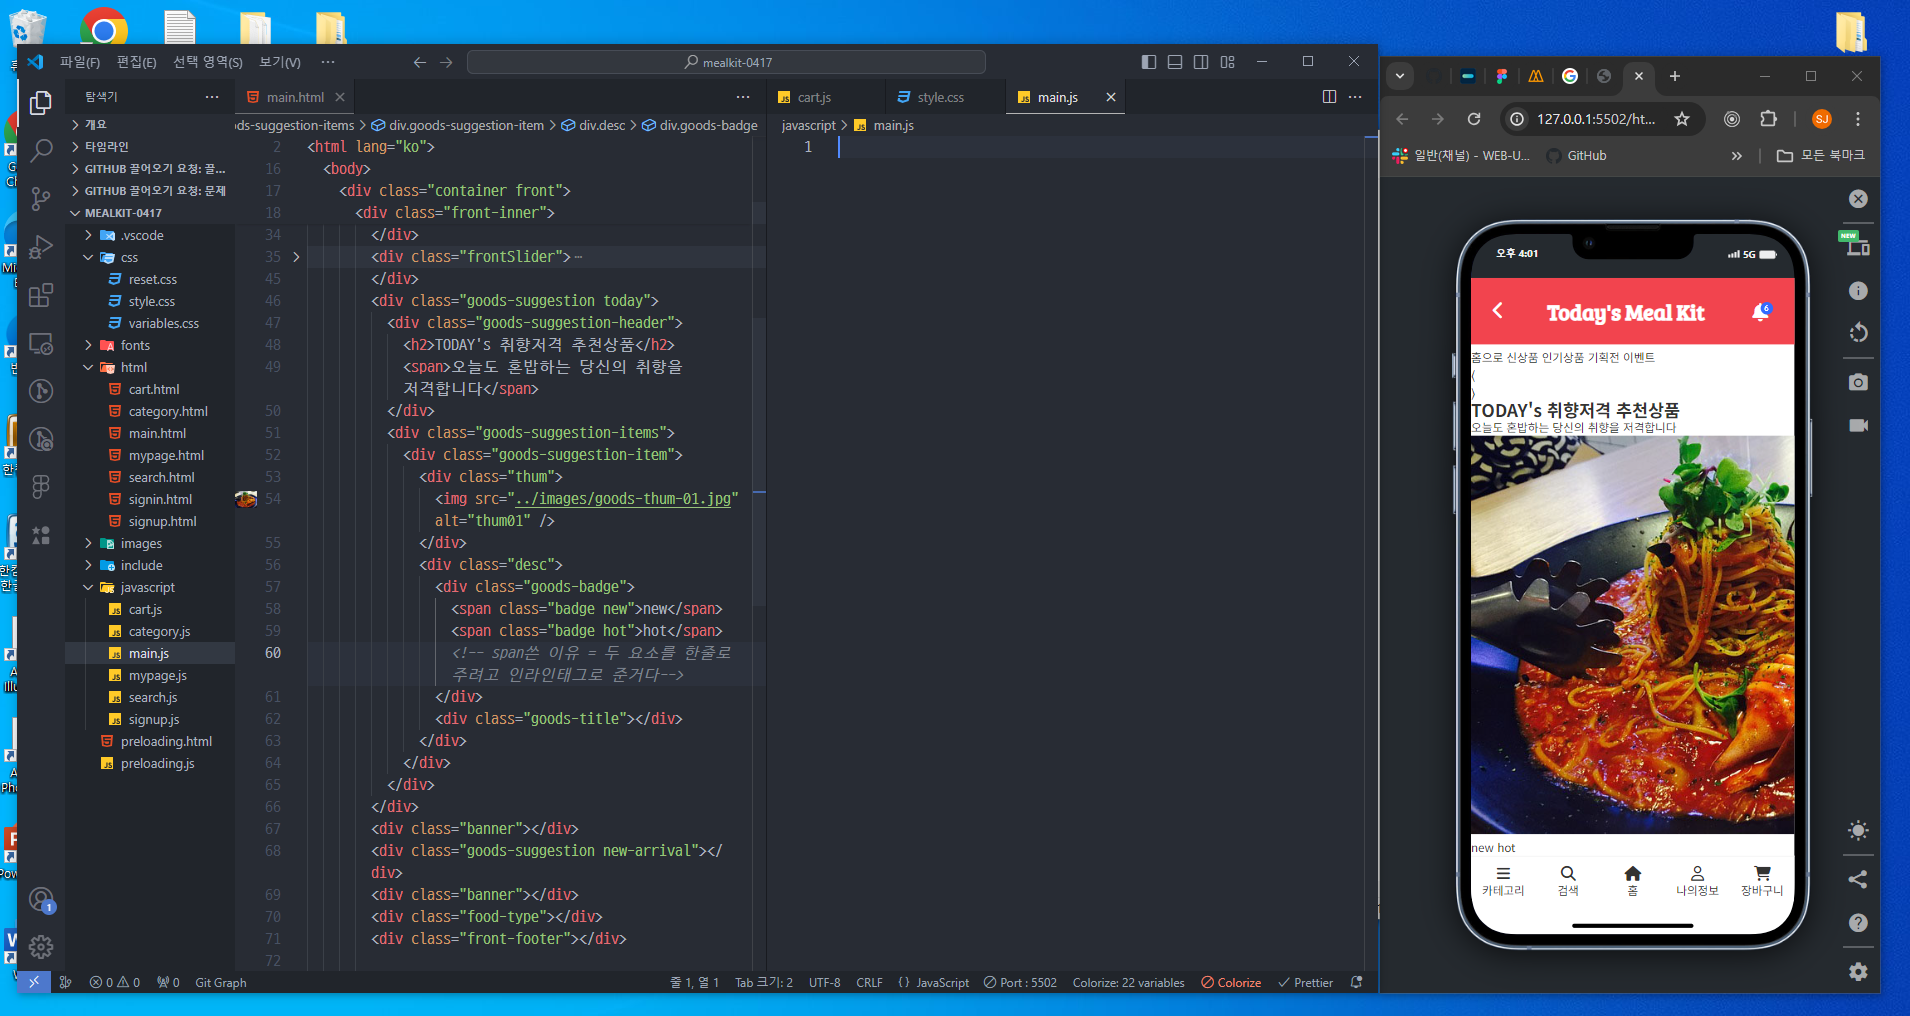 파일(F) 편집(E) 선택 영역(S) 보기(V) ··· mealkit-0417
탐색기 ···
개요
타임라인
GITHUB 끌어오기 요청: 끌...
GITHUB 끌어오기 요청: 문제
MEALKIT-0417
.vscode
css
reset.css
style.css
variables.css
fonts
html
cart.html
category.html
main.html
mypage.html
search.html
signin.html
signup.html
images
include
javascript
cart.js
category.js
main.js
mypage.js
search.js
signup.js
preloading.html
preloading.js
main.html
ds-suggestion-items > div.goods-suggestion-item > div.desc > div.goods-badge
2 <html lang="ko">
16 <body>
17 <div class="container front">
18 <div class="front-inner">
34 </div>
35 <div class="frontSlider"> ···
45 </div>
46 <div class="goods-suggestion today">
47 <div class="goods-suggestion-header">
48 <h2>TODAY's 취향저격 추천상품</h2>
49 <span>오늘도 혼밥하는 당신의 취향을
저격합니다</span>
50 </div>
51 <div class="goods-suggestion-items">
52 <div class="goods-suggestion-item">
53 <div class="thum">
54 <img src="../images/goods-thum-01.jpg"
alt="thum01" />
55 </div>
56 <div class="desc">
57 <div class="goods-badge">
58 <span class="badge new">new</span>
59 <span class="badge hot">hot</span>
60 <!-- span쓴 이유 = 두 요소를 한줄로
주려고 인라인태그로 준거다-->
61 </div>
62 <div class="goods-title"></div>
63 </div>
64 </div>
65 </div>
66 </div>
67 <div class="banner"></div>
68 <div class="goods-suggestion new-arrival"></
div>
69 <div class="banner"></div>
70 <div class="food-type"></div>
71 <div class="front-footer"></div>
72
cart.js style.css main.js
javascript > main.js
1
0 0 0 Git Graph 줄 1, 열 1 Tab 크기: 2 UTF-8 CRLF {} JavaScript Port : 5502 Colorize: 22 variables Colorize Prettier
1
127.0.0.1:5502/ht... SJ
일반(채널) - WEB-U... GitHub » 모든 북마크
NEW
오후 4:01 5G
Today's Meal Kit 6
홈으로 신상품 인기상품 기획전 이벤트
〈
〉
TODAY's 취향저격 추천상품
오늘도 혼밥하는 당신의 취향을 저격합니다
new hot
카테고리 검색 홈 나의정보 장바구니